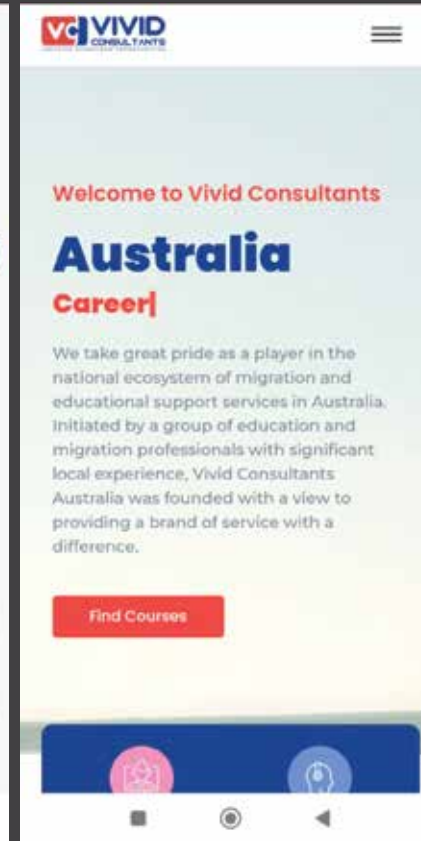 VC VIVID
CONSULTANTS
Welcome to Vivid Consultants
Australia
Career
We take great pride as a player in the
national ecosystem of migration and
educational support services in Australia.
Initiated by a group of education and
migration professionals with significant
local experience, Vivid Consultants
Australia was founded with a view to
providing a brand of service with a
difference.
Find Courses